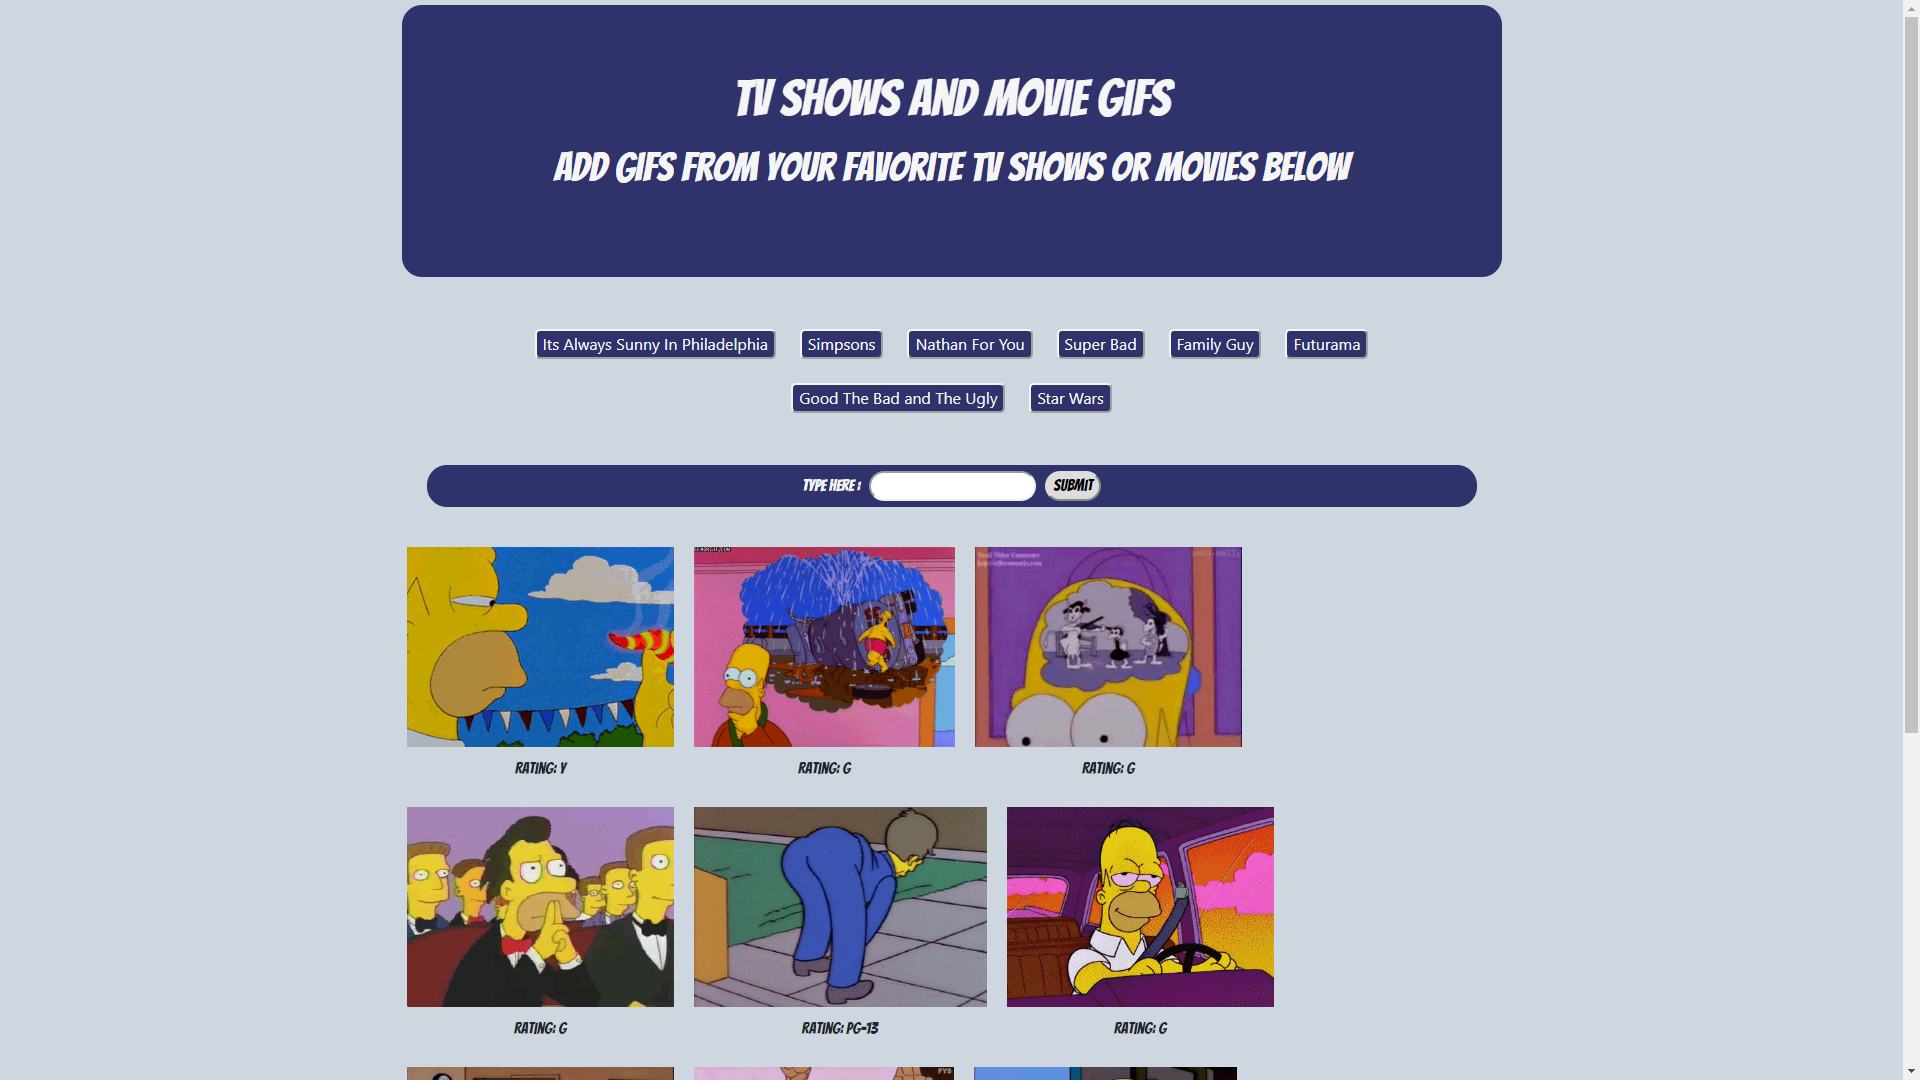 TV SHOWS AND MOVIE GIFS
ADD GIFS FROM YOUR FAVORITE TV SHOWS OR MOVIES BELOW
Its Always Sunny In Philadelphia
Simpsons
Nathan For You
Super Bad
Family Guy
Futurama
Good The Bad and The Ugly
Star Wars
TYPE HERE :
SUBMIT
RATING: Y
RATING: G
RATING: G
RATING: G
RATING: PG-13
RATING: G
FYS